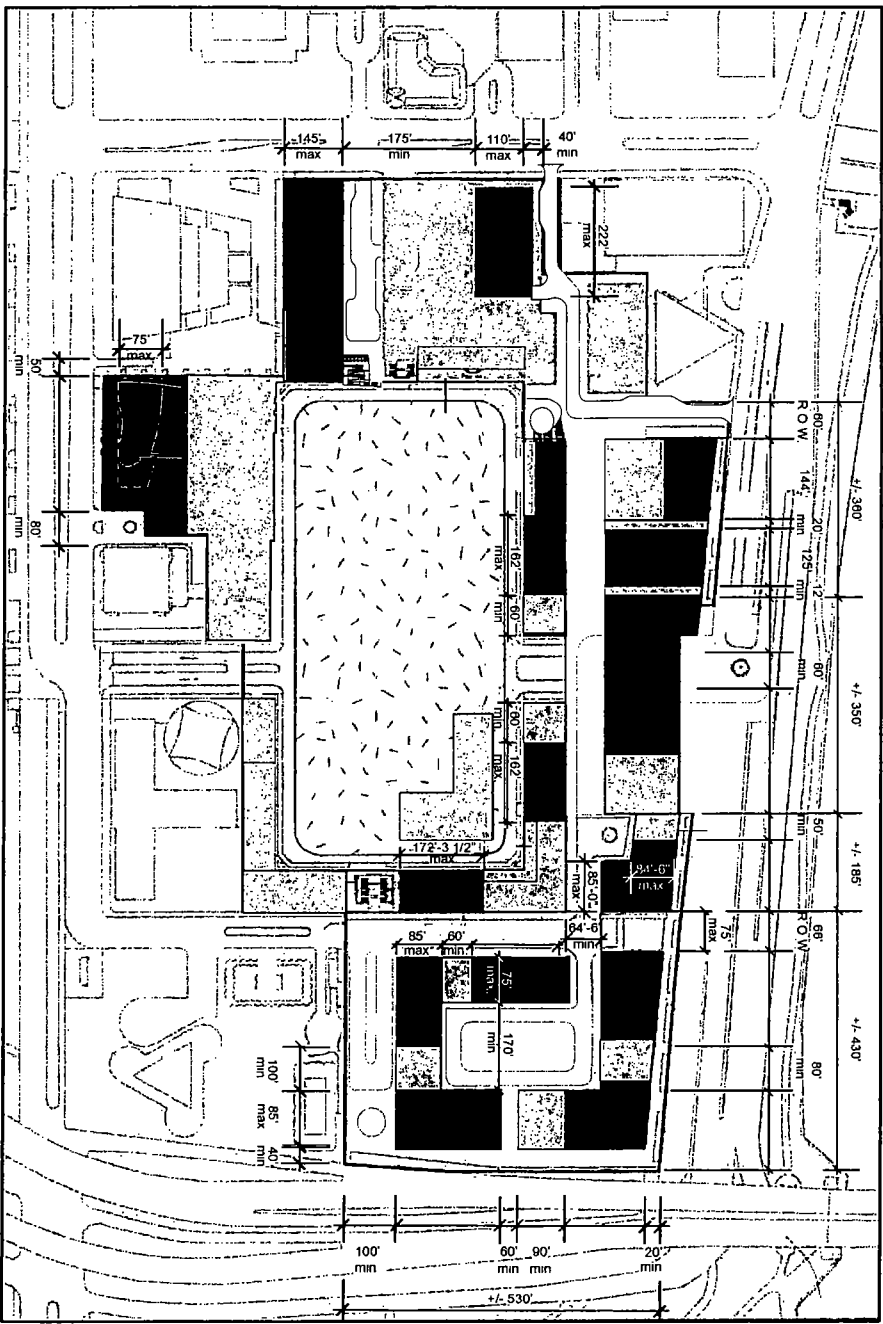 145'
max
175'
min
110'
max
40'
min
222'
max
75'
max
50'
min
80'
min
60'
R O W
144'
min
20'
min
125'
min
12'
min
60'
min
50'
min
66'
R O W
80'
min
+/- 360'
+/- 350'
+/- 185'
+/- 430'
162'
max
60'
min
60'
min
162'
max
172'-3 1/2"
max
85'-0"
max
84'-6"
max
75'
max
64'-6"
min
85'
max
60'
min
75'
max
170'
min
100'
min
85'
max
40'
min
100'
min
60'
min
90'
min
20'
min
+/- 530'